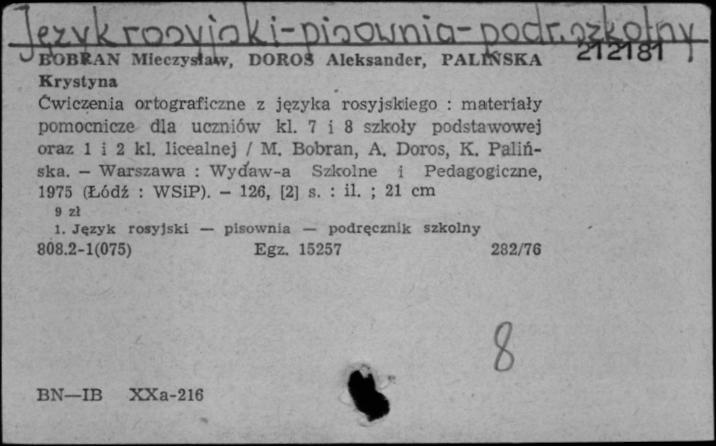 Język rosyjski-pisownia-podr.szkolny
212181
BOBRAN Mieczysław, DOROS Aleksander, PALIŃSKA
Krystyna
Ćwiczenia ortograficzne z języka rosyjskiego : materiały
pomocnicze dla uczniów kl. 7 i 8 szkoły podstawowej
oraz 1 i 2 kl. licealnej / M. Bobran, A. Doros, K. Paliń-
ska. — Warszawa : Wydaw-a Szkolne i Pedagogiczne,
1975 (Łódź : WSiP). — 126, [2] s. : il. ; 21 cm
9 zł
1. Język rosyjski — pisownia — podręcznik szkolny
808.2-1(075) Egz. 15257 282/76
8
BN—IB XXa-216